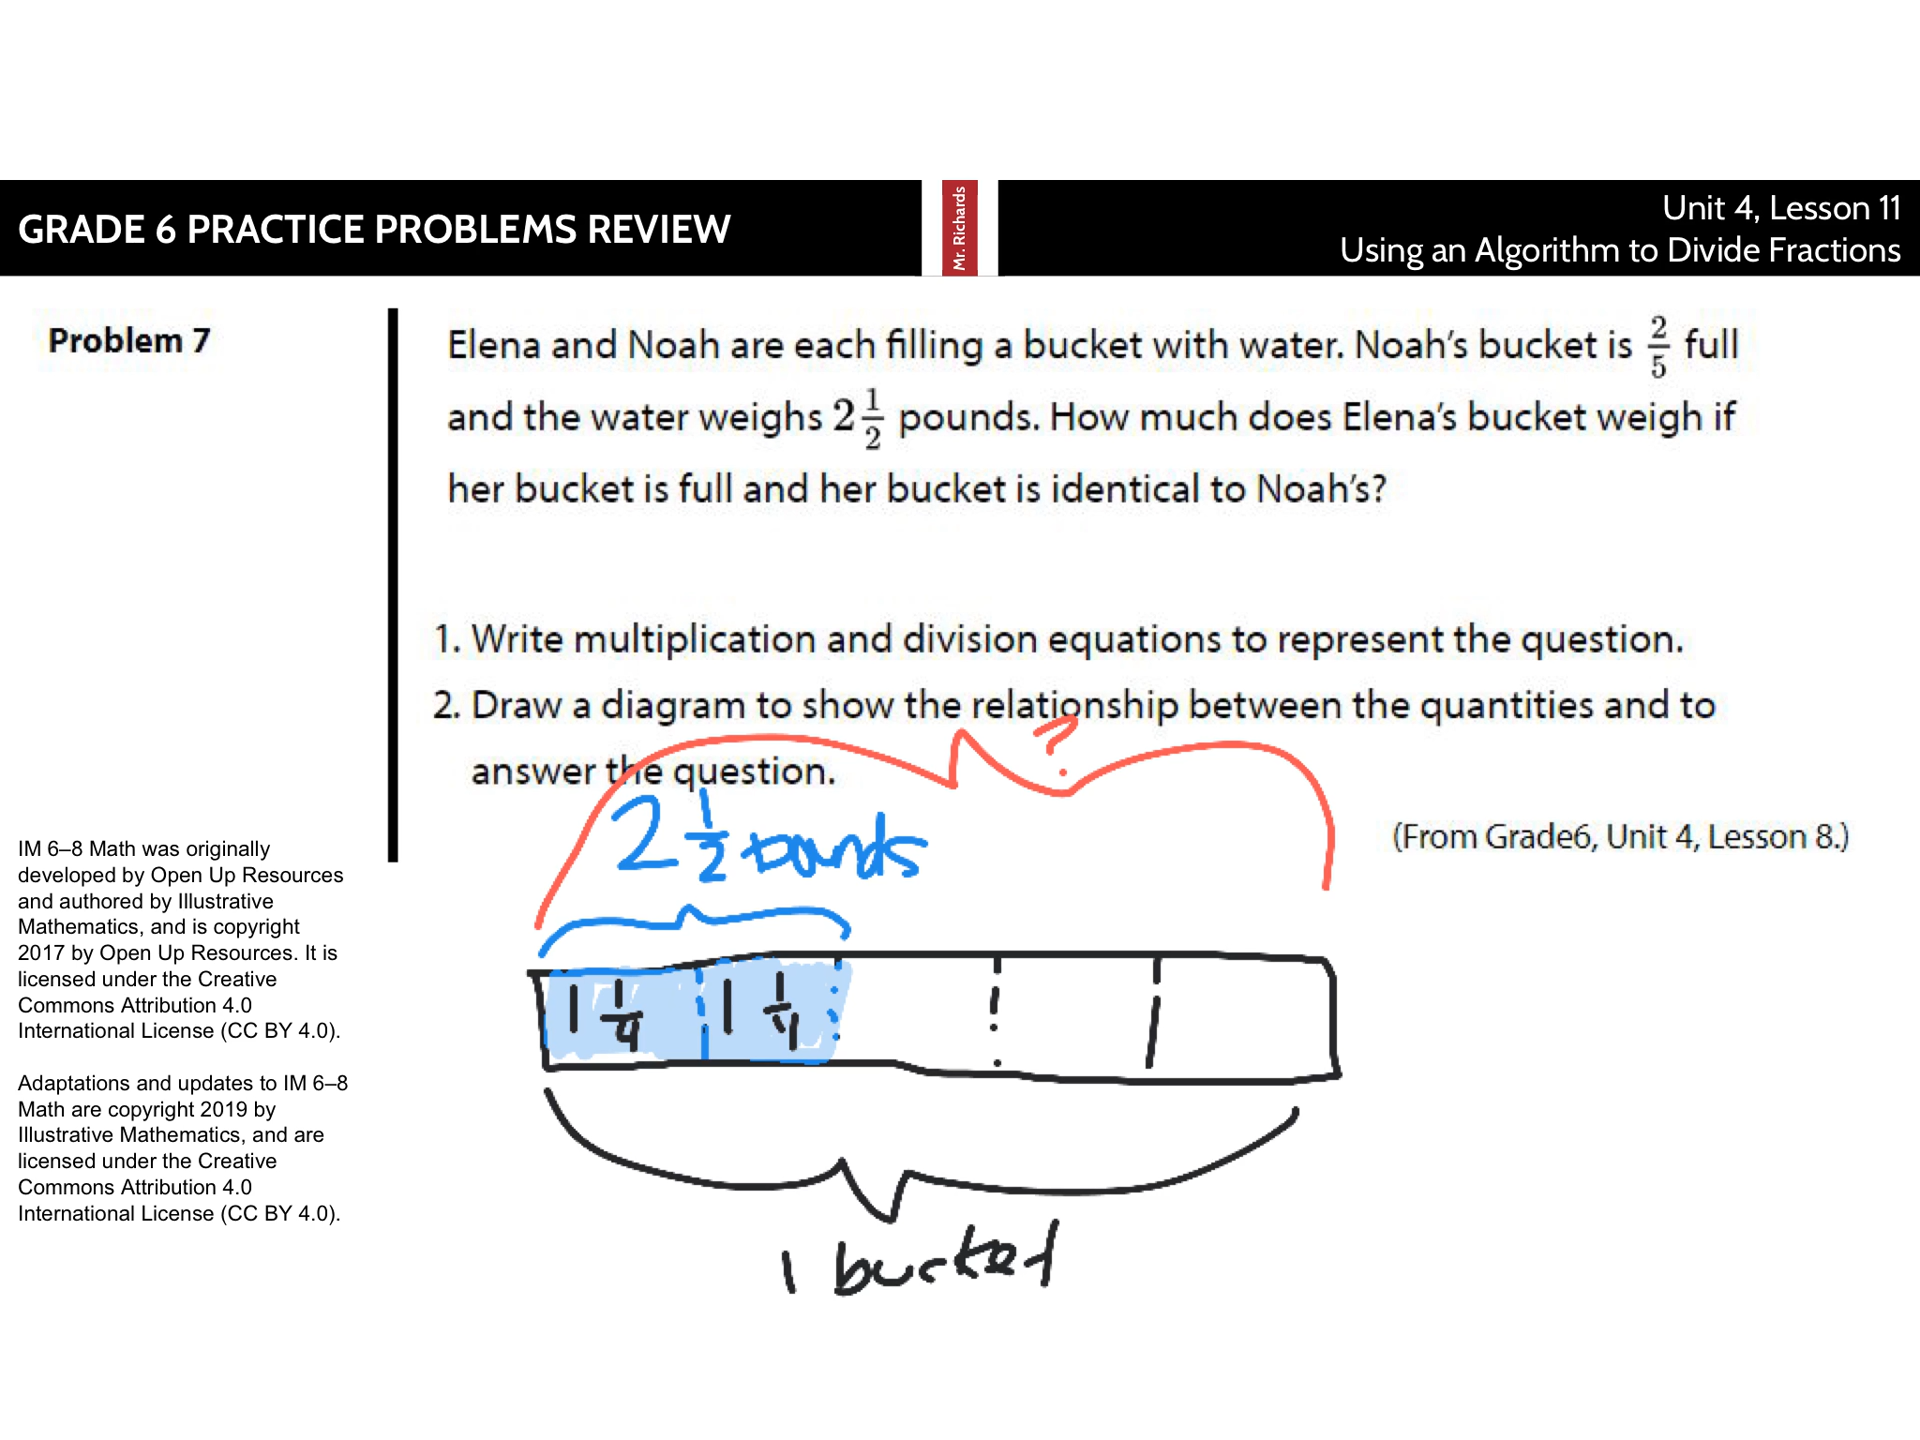 GRADE 6 PRACTICE PROBLEMS REVIEW
Mr. Richards
Unit 4, Lesson 11
Using an Algorithm to Divide Fractions
Problem 7
Elena and Noah are each filling a bucket with water. Noah’s bucket is 2/5 full
and the water weighs 2 1/2 pounds. How much does Elena’s bucket weigh if
her bucket is full and her bucket is identical to Noah’s?
1. Write multiplication and division equations to represent the question.
2. Draw a diagram to show the relationship between the quantities and to
answer the question.
(From Grade6, Unit 4, Lesson 8.)
?
2 1/2 pounds
1 1/4 1 1/4
1 bucket
IM 6–8 Math was originally
developed by Open Up Resources
and authored by Illustrative
Mathematics, and is copyright
2017 by Open Up Resources. It is
licensed under the Creative
Commons Attribution 4.0
International License (CC BY 4.0).
Adaptations and updates to IM 6–8
Math are copyright 2019 by
Illustrative Mathematics, and are
licensed under the Creative
Commons Attribution 4.0
International License (CC BY 4.0).